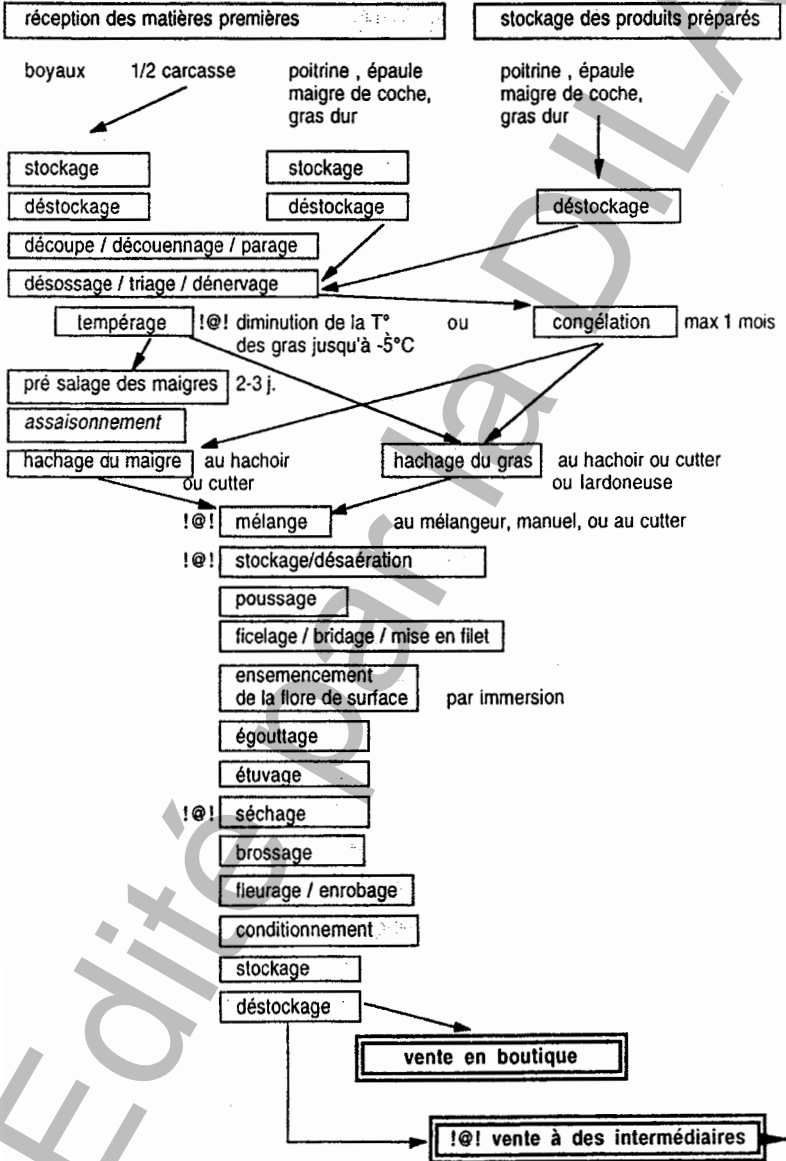 réception des matières premières
stockage des produits préparés
boyaux 1/2 carcasse
poitrine , épaule
maigre de coche,
gras dur
poitrine , épaule
maigre de coche,
gras dur
stockage
stockage
déstockage
déstockage
déstockage
découpe / découennage / parage
désossage / triage / dénervage
tempérage !@! diminution de la T°
des gras jusqu'à -5°C
ou
congélation max 1 mois
pré salage des maigres 2-3 j.
assaisonnement
hachage du maigre au hachoir
ou cutter
hachage du gras au hachoir ou cutter
ou lardoneuse
!@! mélange au mélangeur, manuel, ou au cutter
!@! stockage/désaération
poussage
ficelage / bridage / mise en filet
ensemencement
de la flore de surface par immersion
égouttage
étuvage
!@! séchage
brossage
fleurage / enrobage
conditionnement
stockage
déstockage
vente en boutique
!@! vente à des intermédiaires
Edité par la DILA